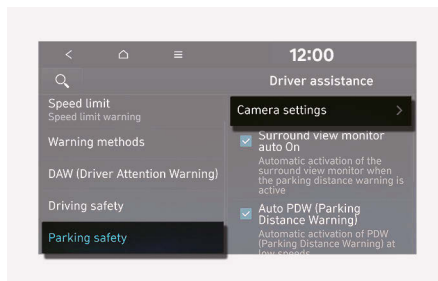 12:00
Driver assistance
Speed limit
Speed limit warning
Warning methods
DAW (Driver Attention Warning)
Driving safety
Parking safety
Camera settings
Surround view monitor
auto On
Automatic activation of the
surround view monitor when
the parking distance warning is
active
Auto PDW (Parking
Distance Warning)
Automatic activation of PDW
(Parking Distance Warning) at
low speeds